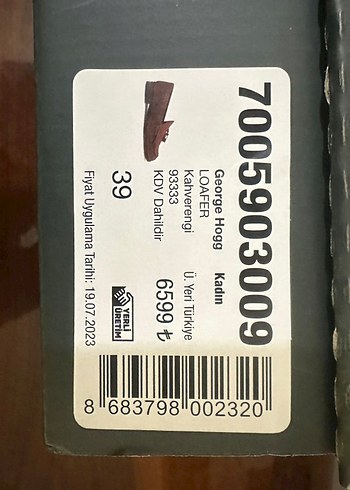 7005903009
George Hogg Kadın
LOAFER
Kahverengi Ü. Yeri Türkiye
93333
KDV Dahildir 6599 ₺
39
YERLİ
ÜRETİM
Fiyat Uygulama Tarihi: 19.07.2023
8 683798 002320